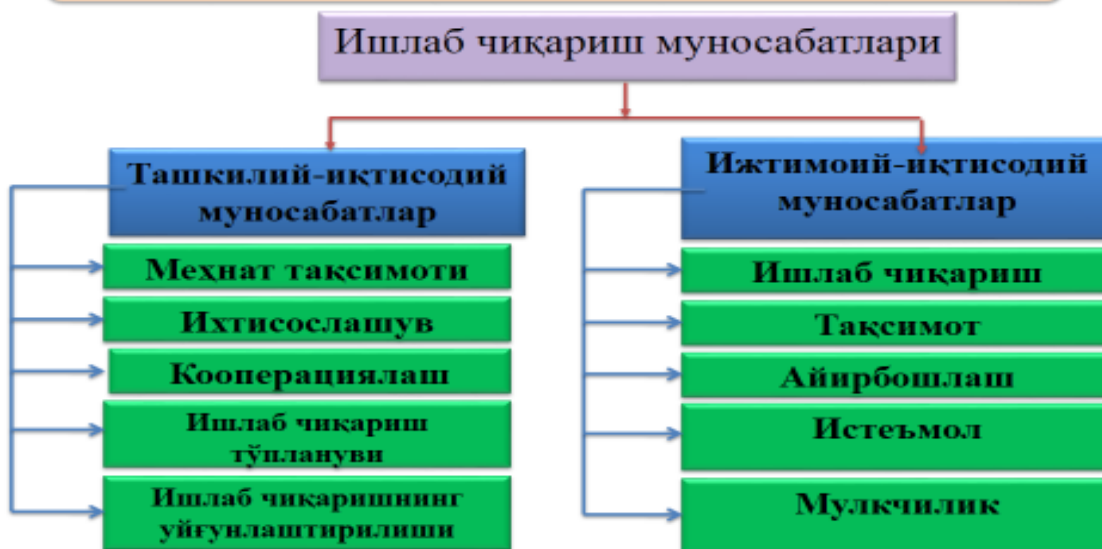 Ишлаб чиқариш муносабатлари
Ташкилий-иқтисодий
муносабатлар
Меҳнат тақсимоти
Ихтисослашув
Кооперациялаш
Ишлаб чиқариш
тўплануви
Ишлаб чиқаришнинг
уйғунлаштирилиши
Ижтимоий-иқтисодий
муносабатлар
Ишлаб чиқариш
Тақсимот
Айирбошлаш
Истеъмол
Мулкчилик